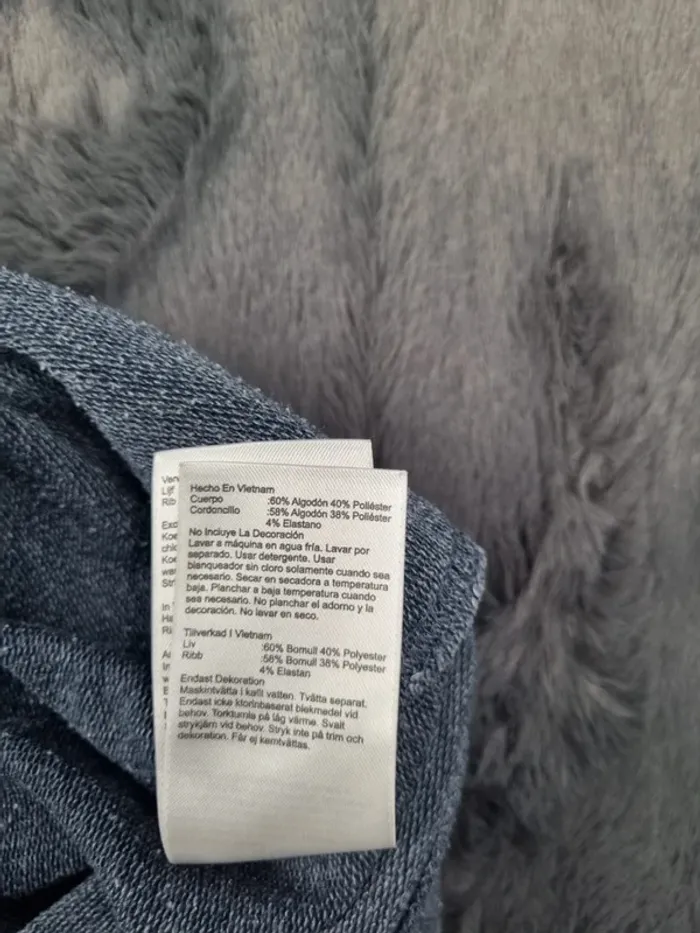 Hecho En Vietnam
Cuerpo :60% Algodón 40% Poliéster
Cordoncillo :58% Algodón 38% Poliéster
4% Elastano
No Incluye La Decoración
Lavar a máquina en agua fría. Lavar por
separado. Usar detergente. Usar
blanqueador sin cloro solamente cuando sea
necesario. Secar en secadora a temperatura
baja. Planchar a baja temperatura cuando
sea necesario. No planchar el adorno y la
decoración. No lavar en seco.
Tillverkad I Vietnam
Liv :60% Bomull 40% Polyester
Ribb :58% Bomull 38% Polyester
4% Elastan
Endast Dekoration
Maskintvätta i kallt vatten. Tvätta separat.
Endast icke klorinbaserat blekmedel vid
behov. Torktumla på låg värme. Svalt
strykjärn vid behov. Stryk inte på trim och
dekoration. Får ej kemtvättas.